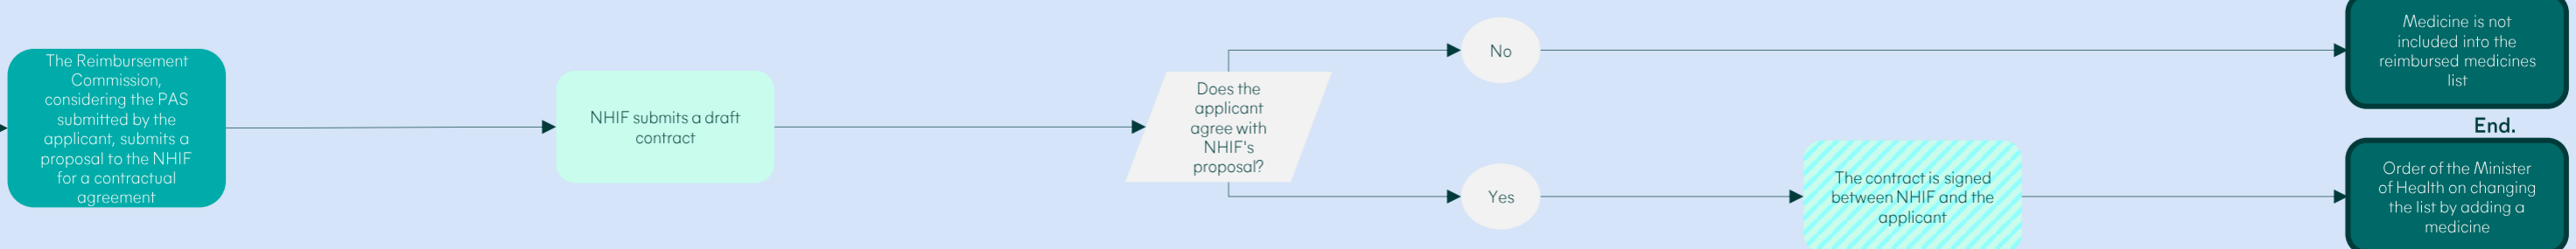 The Reimbursement
Commission,
considering the PAS
submitted by the
applicant, submits a
proposal to the NHIF
for a contractual
agreement
NHIF submits a draft
contract
Does the
applicant
agree with
NHIF's
proposal?
No
Medicine is not
included into the
reimbursed medicines
list
End.
Yes
The contract is signed
between NHIF and the
applicant
Order of the Minister
of Health on changing
the list by adding a
medicine